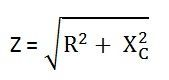 Z = √(R² + X_C²)